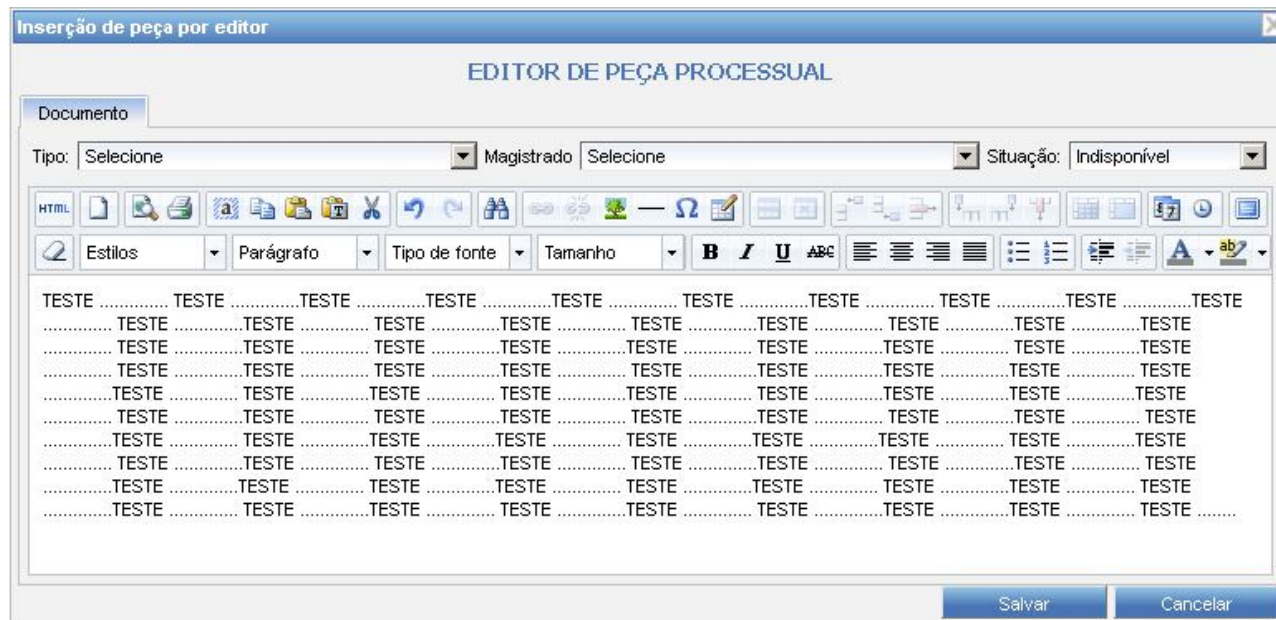 Inserção de peça por editor
EDITOR DE PEÇA PROCESSUAL
Documento
Tipo: Selecione Magistrado Selecione Situação: Indisponível
HTML
Estilos Parágrafo Tipo de fonte Tamanho B I U ABC A ab
TESTE ............. TESTE .............TESTE .............TESTE .............TESTE ............. TESTE .............TESTE ............. TESTE .............TESTE .............TESTE
............. TESTE .............TESTE ............. TESTE .............TESTE ............. TESTE .............TESTE ............. TESTE .............TESTE .............TESTE
............. TESTE .............TESTE ............. TESTE ............. TESTE .............TESTE ............. TESTE .............TESTE ............. TESTE .............TESTE
............. TESTE .............TESTE ............. TESTE .............TESTE .............TESTE ............. TESTE .............TESTE ............. TESTE ............. TESTE
.............TESTE ............. TESTE .............TESTE ............. TESTE ............. TESTE ............. TESTE .............TESTE ............. TESTE .............TESTE
............. TESTE .............TESTE ............. TESTE .............TESTE ............. TESTE .............TESTE ............. TESTE .............TESTE ............. TESTE
.............TESTE ............. TESTE .............TESTE .............TESTE ............. TESTE .............TESTE .............TESTE ............. TESTE .............TESTE
............. TESTE .............TESTE ............. TESTE .............TESTE ............. TESTE .............TESTE ............. TESTE .............TESTE ............. TESTE
.............TESTE .............TESTE ............. TESTE .............TESTE ............. TESTE .............TESTE ............. TESTE .............TESTE ............. TESTE
.............TESTE ............. TESTE .............TESTE ............. TESTE .............TESTE ............. TESTE .............TESTE .............TESTE ............. TESTE ........
Salvar Cancelar